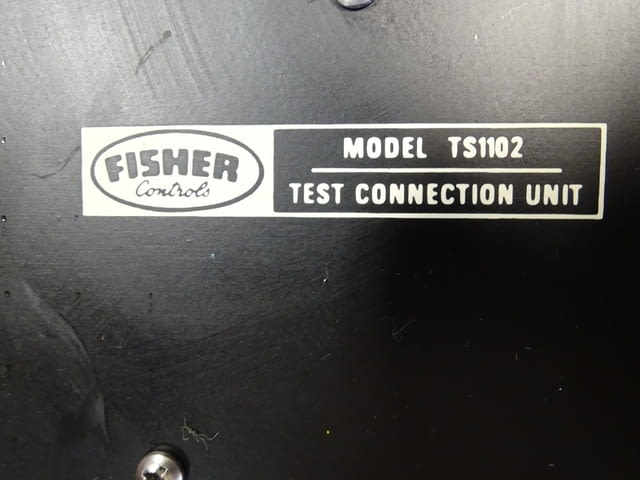 FISHER
Controls
MODEL TS1102
TEST CONNECTION UNIT